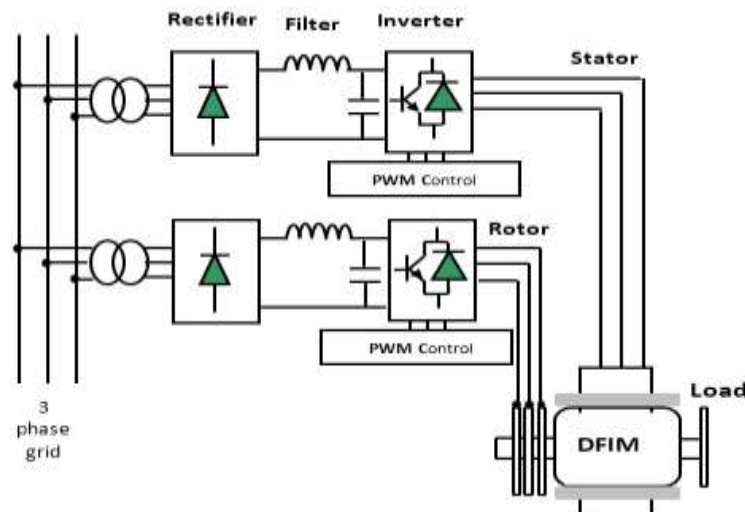 Rectifier
Filter
Inverter
Stator
PWM Control
Rotor
PWM Control
3
phase
grid
Load
DFIM